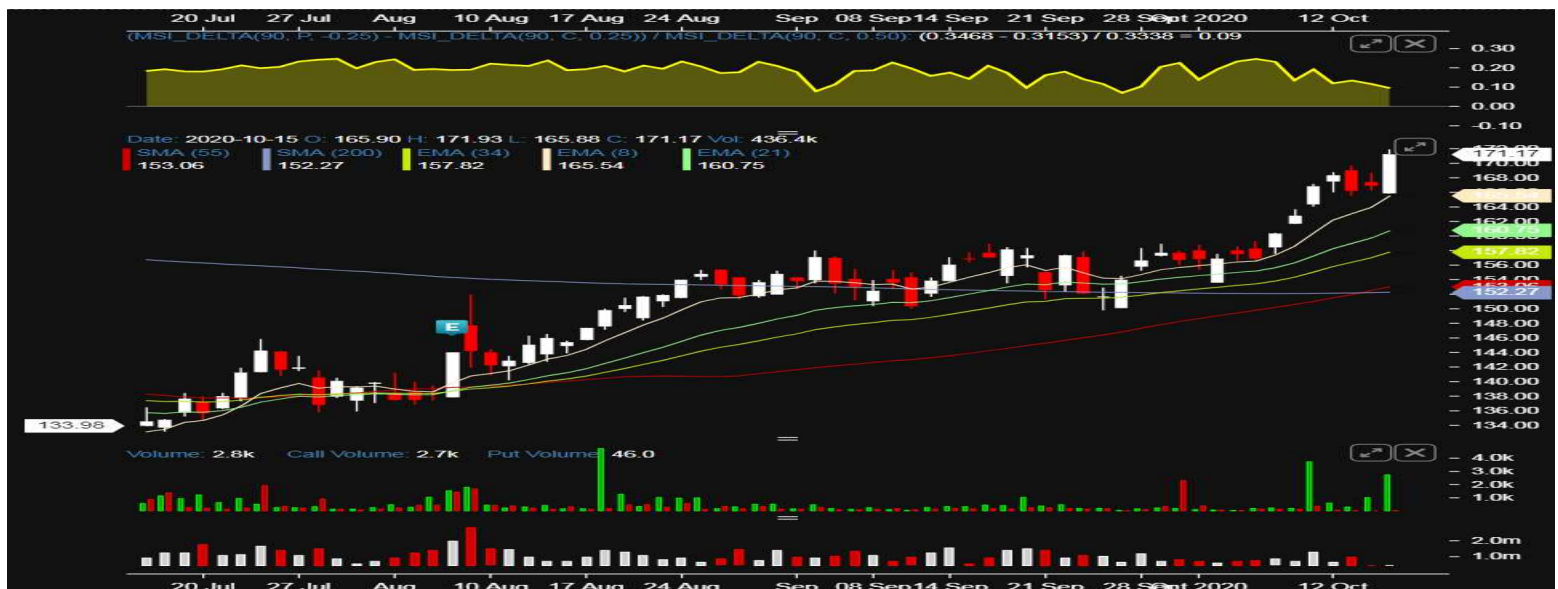 20 Jul 27 Jul Aug 10 Aug 17 Aug 24 Aug Sep 08 Sep 14 Sep 21 Sep 28 Sep Oct 2020 12 Oct
(MSI_DELTA(90, P, -0.25) - MSI_DELTA(90, C, 0.25)) / MSI_DELTA(90, C, 0.50): (0.3468 - 0.3153) / 0.3338 = 0.09
0.30
0.20
0.10
0.00
-0.10
Date: 2020-10-15 O: 165.90 H: 171.93 L: 165.88 C: 171.17 Vol: 436.4k
SMA (55) SMA (200) EMA (34) EMA (8) EMA (21)
153.06 152.27 157.82 165.54 160.75
171.17
170.00
168.00
164.00
162.00
160.75
157.82
156.00
154.00
152.27
150.00
148.00
E
146.00
144.00
142.00
140.00
138.00
136.00
133.98
134.00
Volume: 2.8k Call Volume: 2.7k Put Volume: 46.0
4.0k
3.0k
2.0k
1.0k
2.0m
1.0m
20 Jul 27 Jul Aug 10 Aug 17 Aug 24 Aug Sep 08 Sep 14 Sep 21 Sep 28 Sep 2020 12 Oct